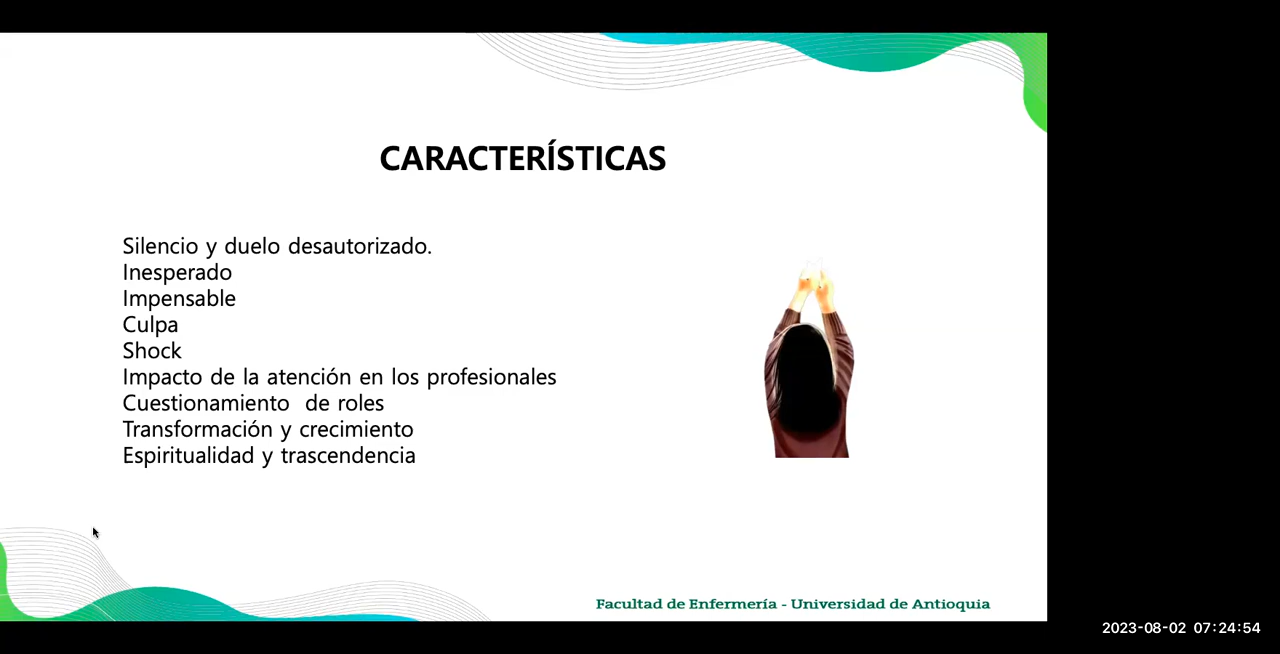 CARACTERÍSTICAS
Silencio y duelo desautorizado.
Inesperado
Impensable
Culpa
Shock
Impacto de la atención en los profesionales
Cuestionamiento  de roles
Transformación y crecimiento
Espiritualidad y trascendencia
Facultad de Enfermería - Universidad de Antioquia
2023-08-02 07:24:54